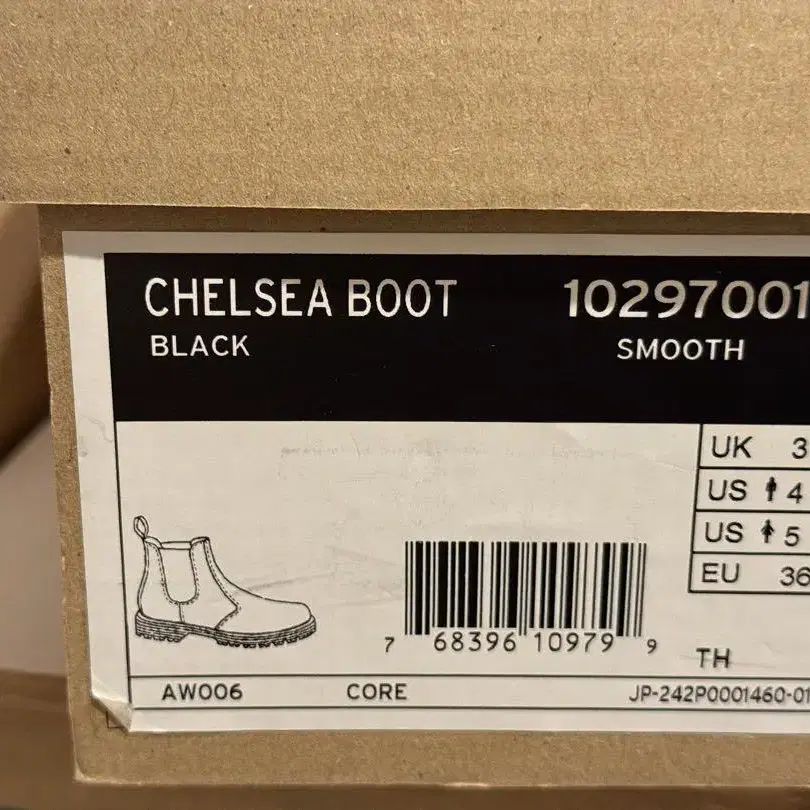 CHELSEA BOOT 10297001
BLACK SMOOTH
UK 3
US 4
US 5
EU 36
7 68396 10979 9
TH
AW006 CORE JP-242P0001460-01